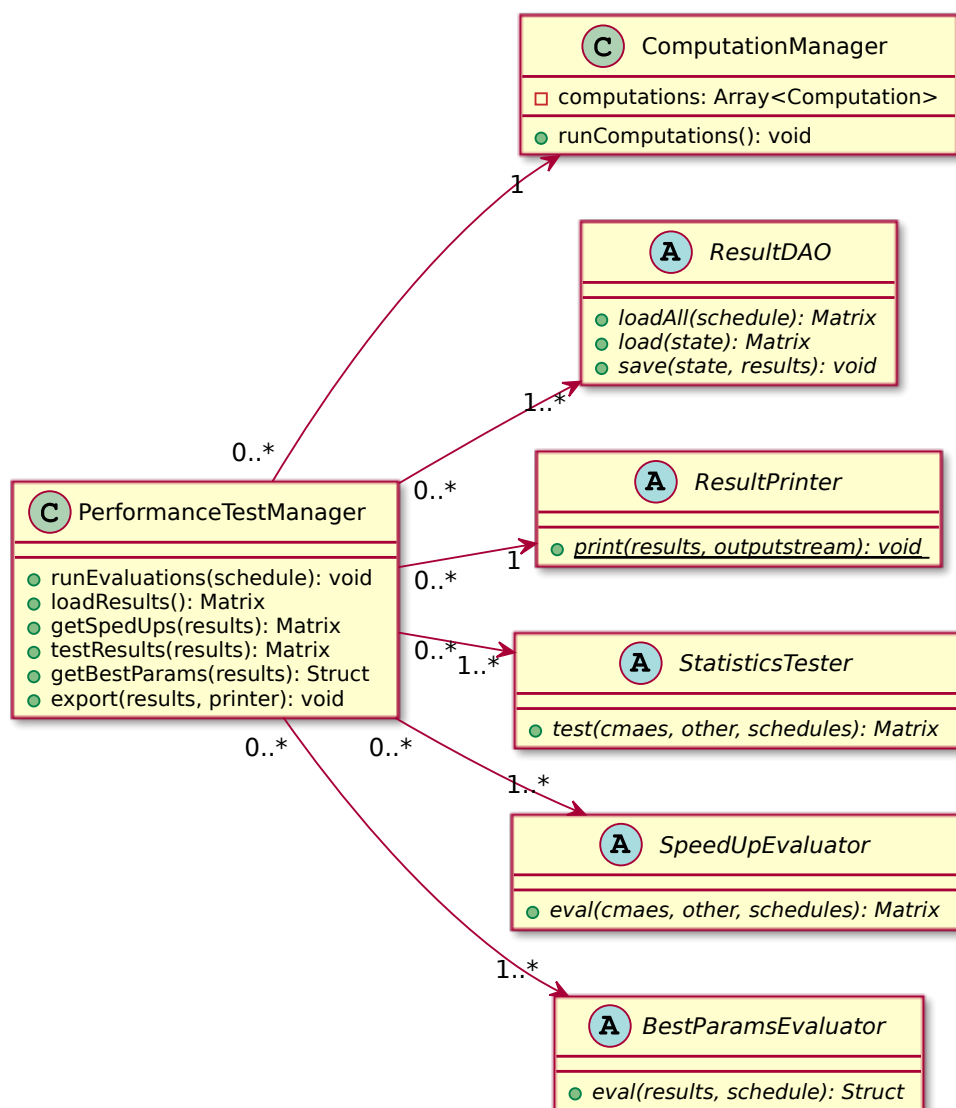 C ComputationManager
computations: Array<Computation>
runComputations(): void
1
A ResultDAO
loadAll(schedule): Matrix
load(state): Matrix
save(state, results): void
1..*
0..*
0..*
A ResultPrinter
print(results, outputstream): void
1
0..*
C PerformanceTestManager
runEvaluations(schedule): void
loadResults(): Matrix
getSpedUps(results): Matrix
testResults(results): Matrix
getBestParams(results): Struct
export(results, printer): void
0..*
1..*
A StatisticsTester
test(cmaes, other, schedules): Matrix
0..*
0..*
1..*
A SpeedUpEvaluator
eval(cmaes, other, schedules): Matrix
1..*
A BestParamsEvaluator
eval(results, schedule): Struct